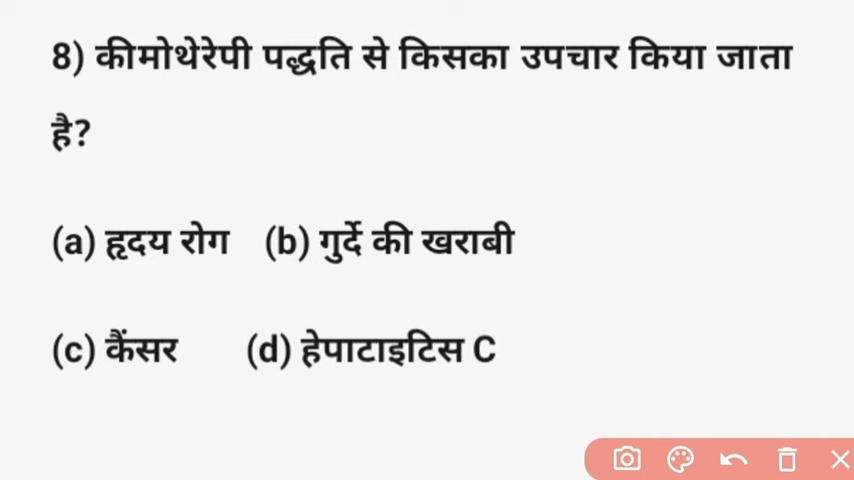 8) कीमोथेरेपी पद्धति से किसका उपचार किया जाता
है?
(a) हृदय रोग (b) गुर्दे की खराबी
(c) कैंसर (d) हेपाटाइटिस C